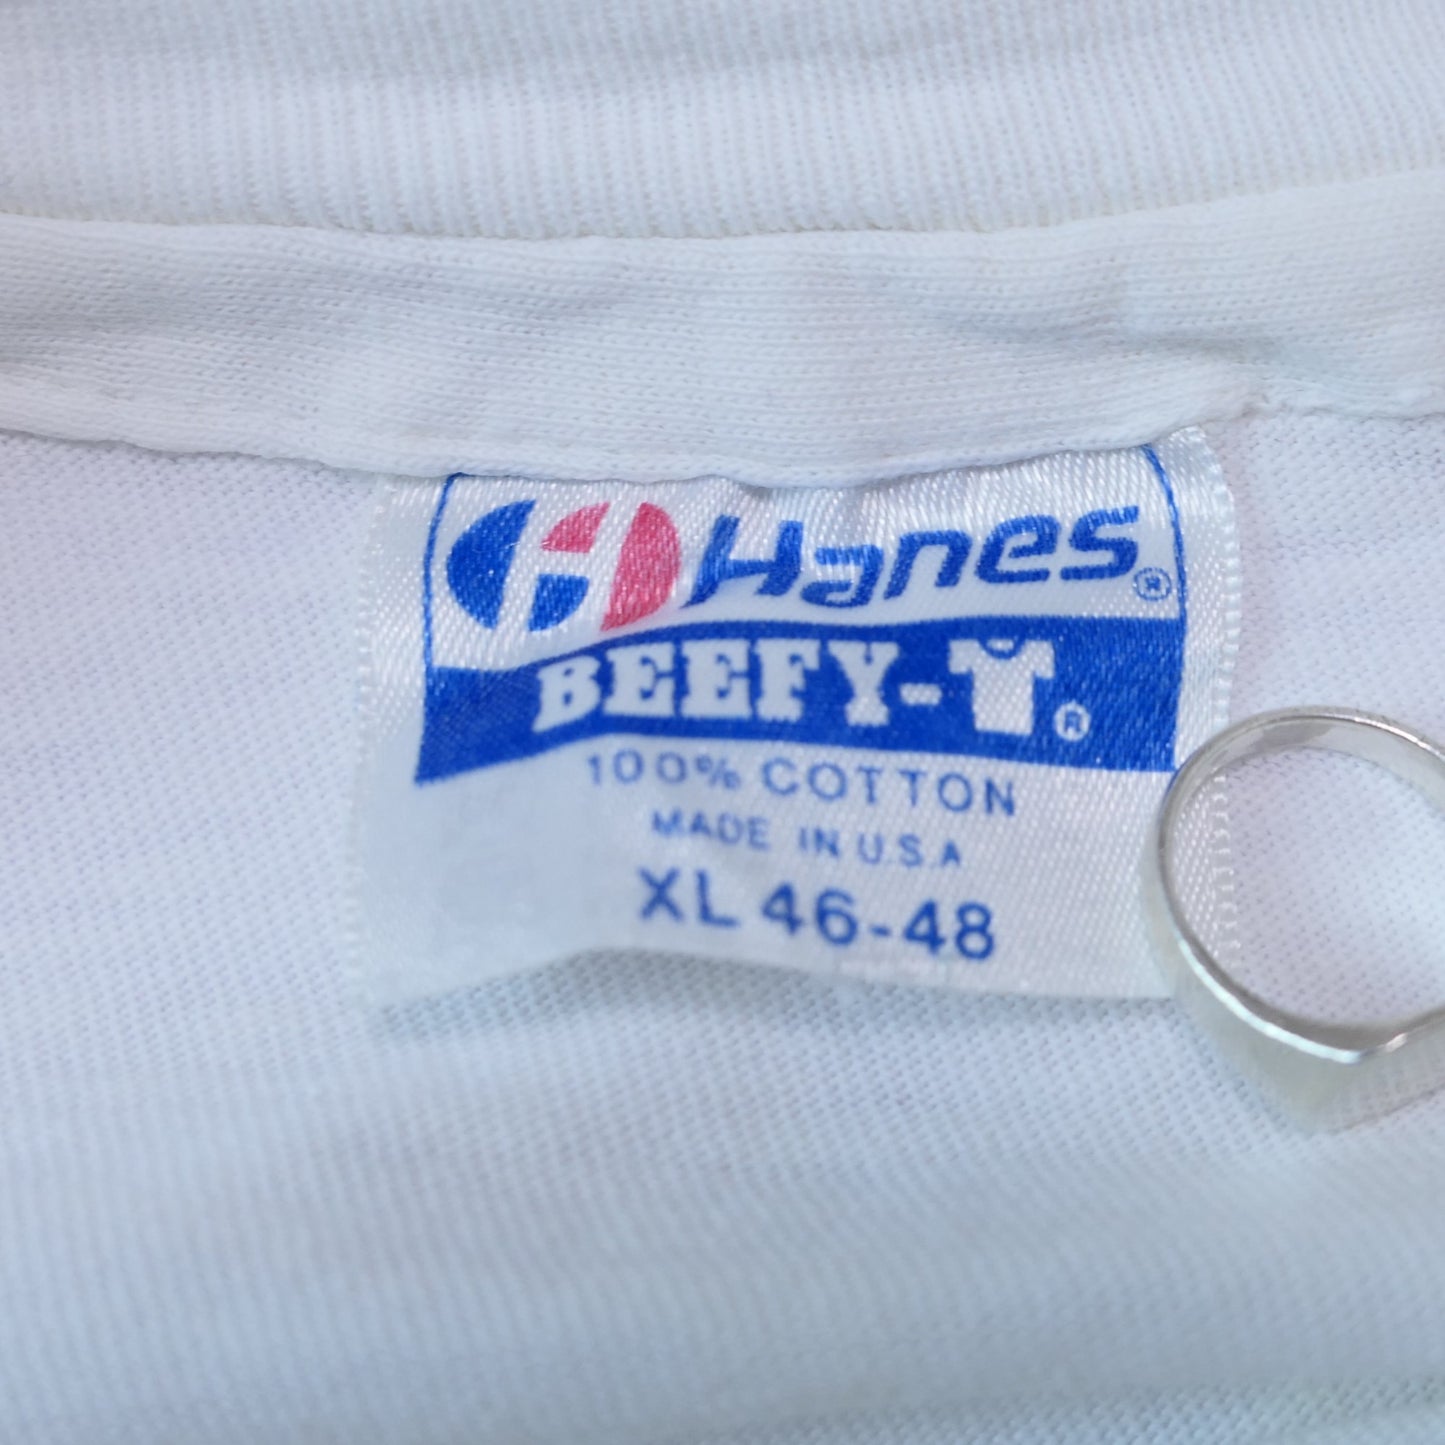 Hanes®
BEEFY-T®
100% COTTON
MADE IN U.S.A
XL 46-48